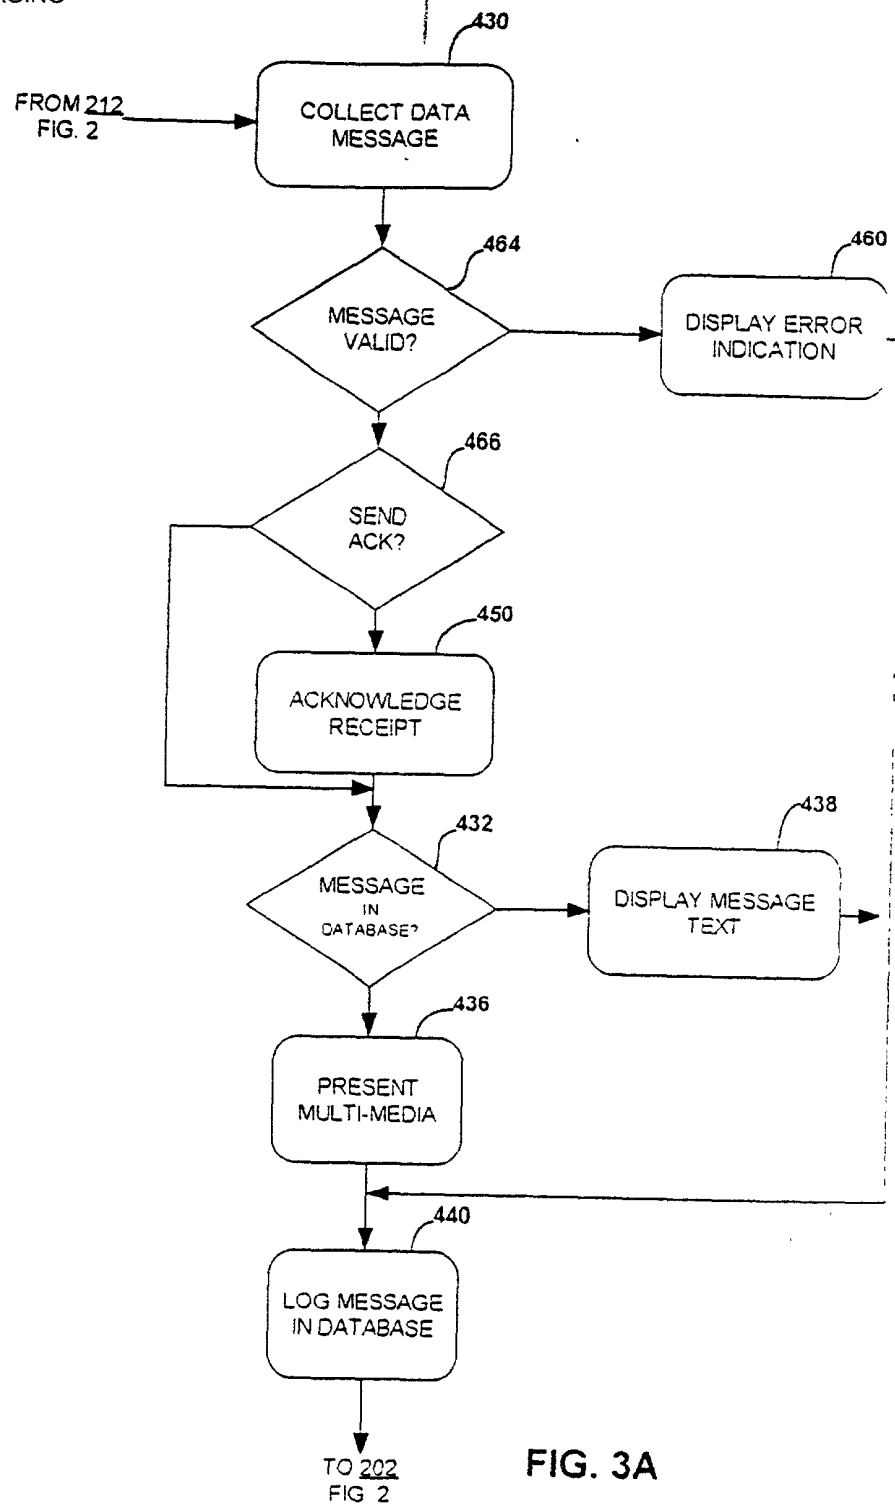 430
FROM 212
FIG. 2
COLLECT DATA
MESSAGE
464
MESSAGE
VALID?
460
DISPLAY ERROR
INDICATION
466
SEND
ACK?
450
ACKNOWLEDGE
RECEIPT
432
MESSAGE
IN
DATABASE?
438
DISPLAY MESSAGE
TEXT
436
PRESENT
MULTI-MEDIA
440
LOG MESSAGE
IN DATABASE
TO 202
FIG 2
FIG. 3A